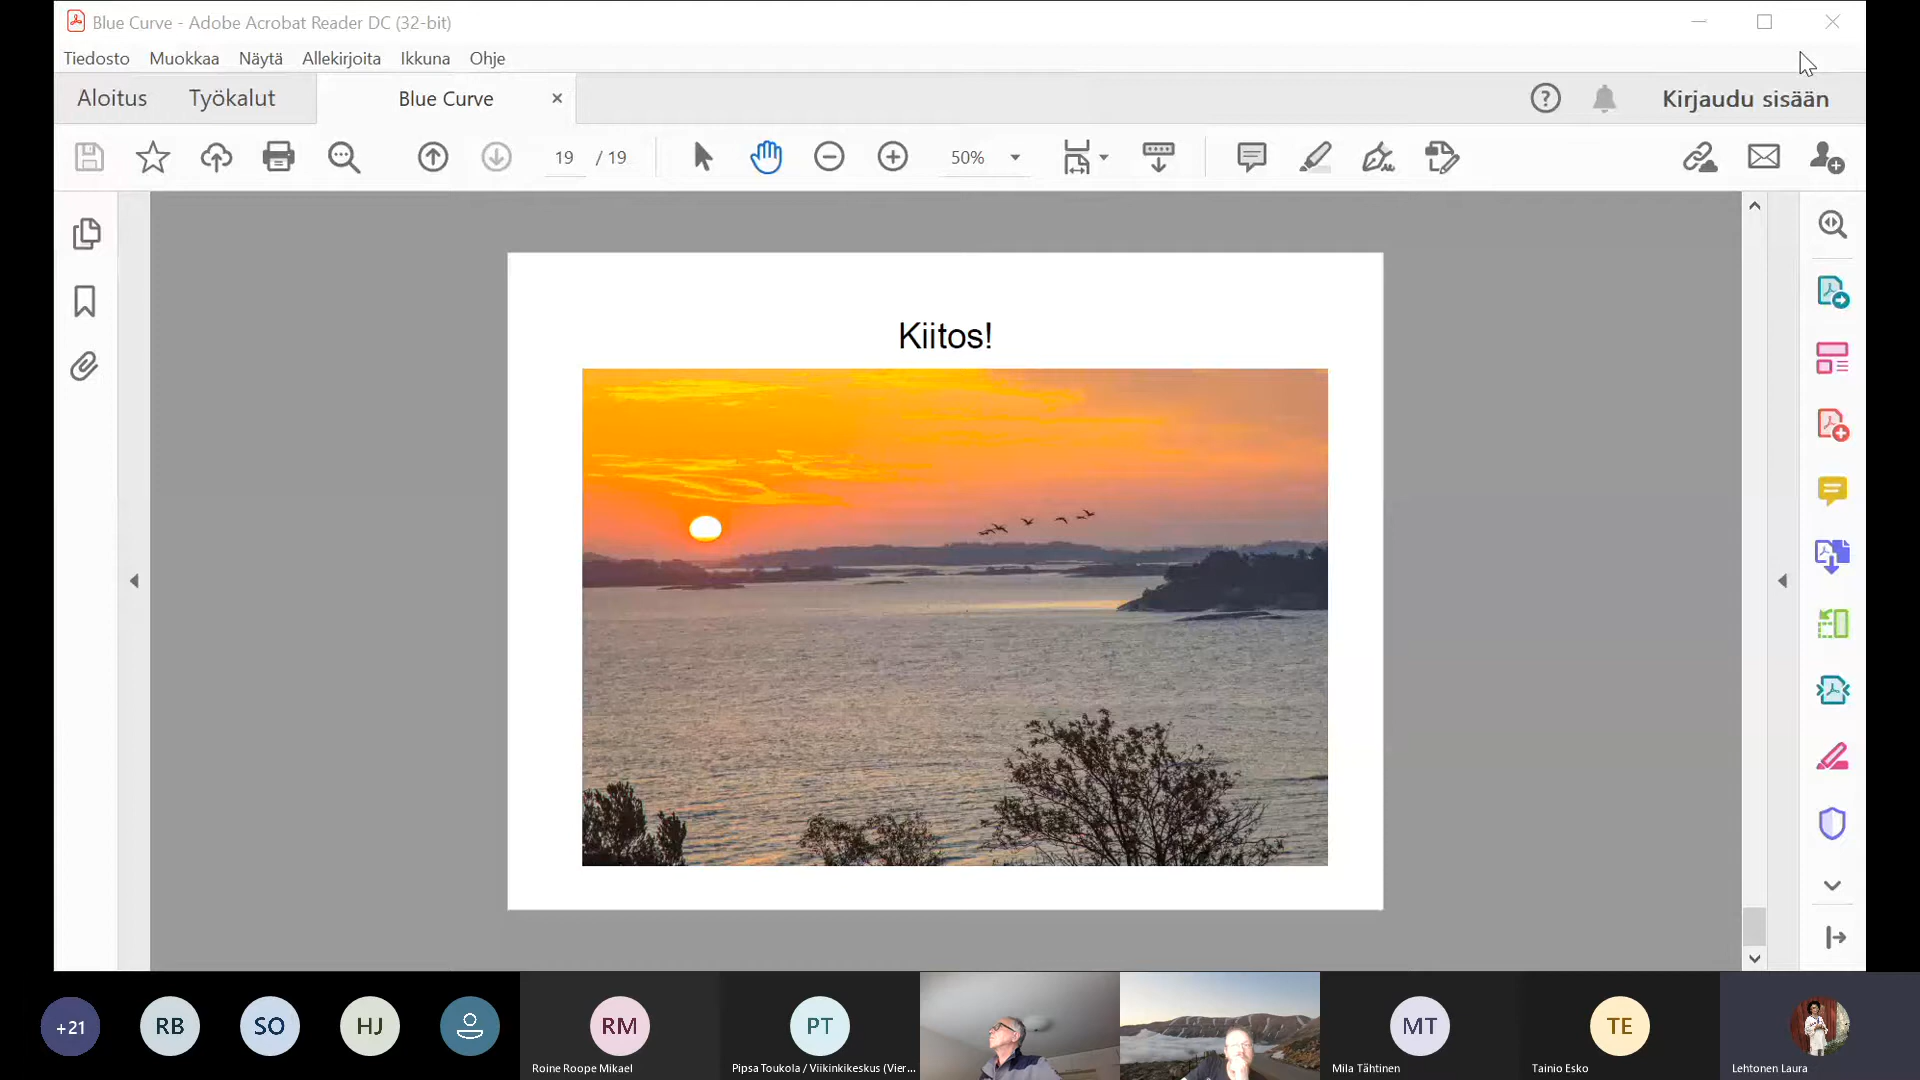 Blue Curve - Adobe Acrobat Reader DC (32-bit)
Tiedosto Muokkaa Näytä Allekirjoita Ikkuna Ohje
Aloitus Työkalut Blue Curve Kirjaudu sisään
19 / 19 50%
Kiitos!
+21 RB SO HJ RM PT MT TE
Roine Roope Mikael Pipsa Toukola / Viikinkikeskus (Vier... Mila Tähtinen Tainio Esko Lehtonen Laura